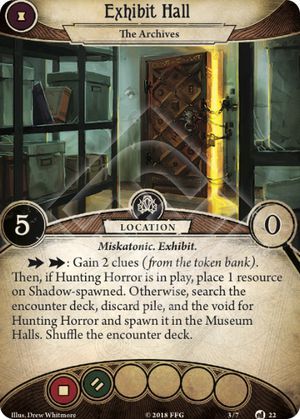 Exhibit Hall
The Archives
5
0
LOCATION
Miskatonic. Exhibit.
: Gain 2 clues (from the token bank).
Then, if Hunting Horror is in play, place 1 resource
on Shadow-spawned. Otherwise, search the
encounter deck, discard pile, and the void for
Hunting Horror and spawn it in the Museum
Halls. Shuffle the encounter deck.
Illus. Drew Whitmore
© 2018 FFG
3/7
22